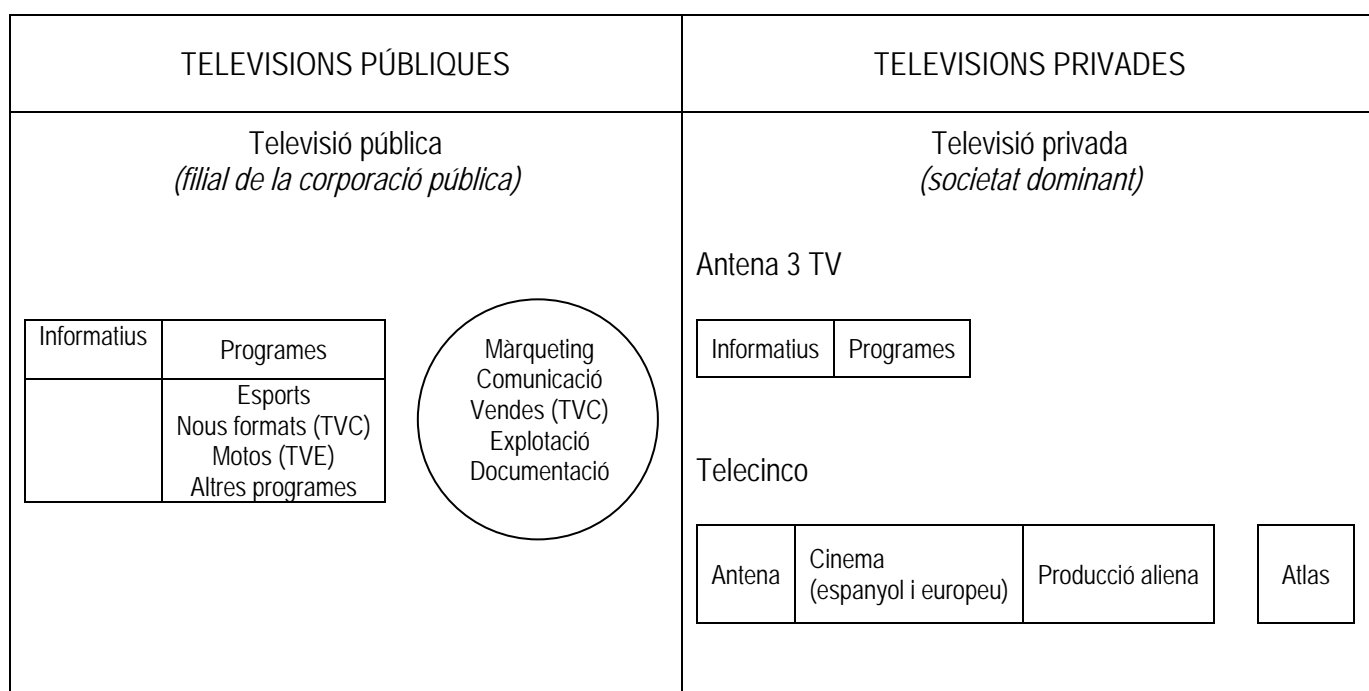 TELEVISIONS PÚBLIQUES
TELEVISIONS PRIVADES
Televisió pública
(filial de la corporació pública)
Informatius
Programes
Esports
Nous formats (TVC)
Motos (TVE)
Altres programes
Màrqueting
Comunicació
Vendes (TVC)
Explotació
Documentació
Televisió privada
(societat dominant)
Antena 3 TV
Informatius
Programes
Telecinco
Antena
Cinema
(espanyol i europeu)
Producció aliena
Atlas